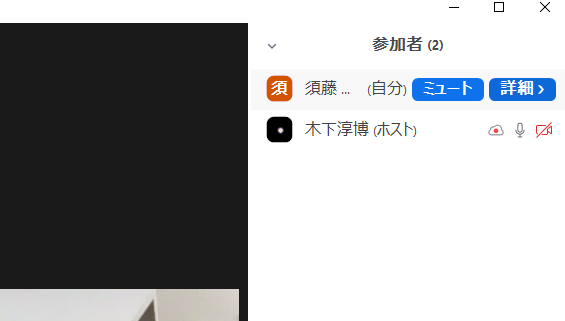 参加者 (2)
須 須藤 ... (自分) ミュート 詳細 ›
木下淳博 (ホスト)